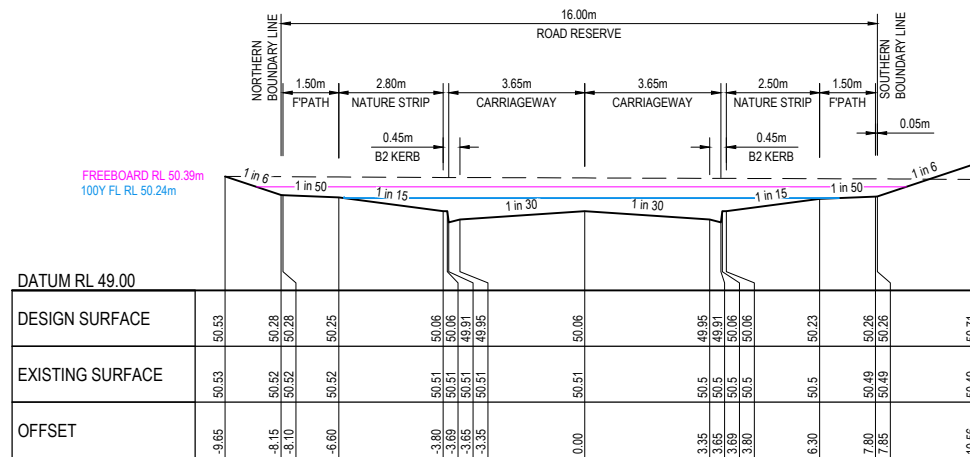 16.00m
ROAD RESERVE
NORTHERN
BOUNDARY LINE
SOUTHERN
BOUNDARY LINE
1.50m
F'PATH
2.80m
NATURE STRIP
3.65m
CARRIAGEWAY
3.65m
CARRIAGEWAY
2.50m
NATURE STRIP
1.50m
F'PATH
0.05m
0.45m
B2 KERB
0.45m
B2 KERB
FREEBOARD RL 50.39m
100Y FL RL 50.24m
1 in 6
1 in 50
1 in 15
1 in 30
1 in 30
1 in 15
1 in 50
1 in 6
DATUM RL 49.00
DESIGN SURFACE 50.53 50.28 50.28 50.25 50.06 50.06 49.91 49.95 50.06 49.95 49.91 50.06 50.06 50.23 50.26 50.26
EXISTING SURFACE 50.53 50.52 50.52 50.52 50.51 50.51 50.51 50.51 50.51 50.5 50.5 50.5 50.5 50.5 50.49 50.49
OFFSET -9.65 -8.15 -8.10 -6.60 -3.80 -3.69 -3.65 -3.35 0.00 3.35 3.65 3.69 3.80 6.30 7.80 7.85